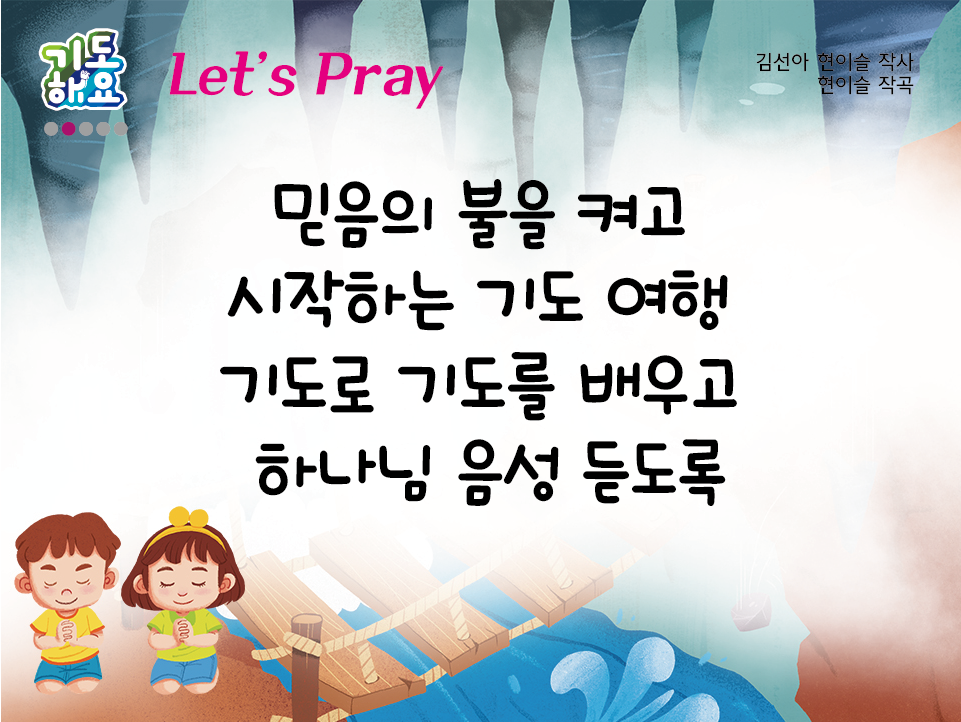 기도
해요
Let's Pray
김선아 현이슬 작사
현이슬 작곡
믿음의 불을 켜고
시작하는 기도 여행
기도로 기도를 배우고
하나님 음성 듣도록